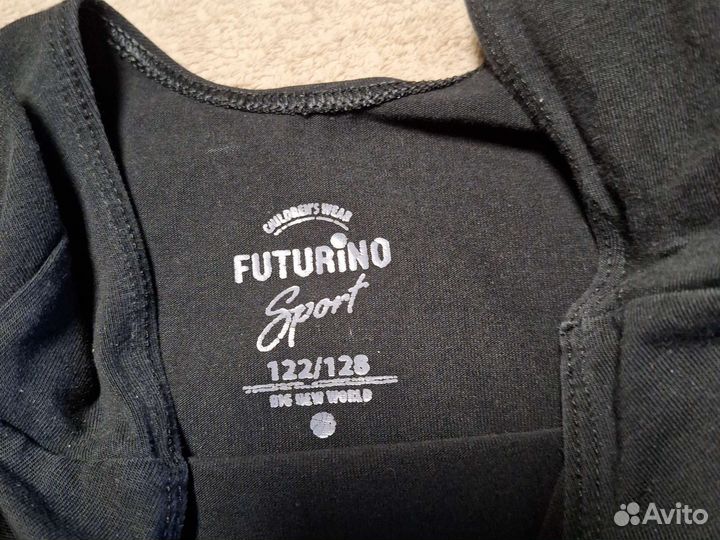 CHILDREN'S WEAR
FUTURiNO
Sport
122/128
BIG NEW WORLD
Avito